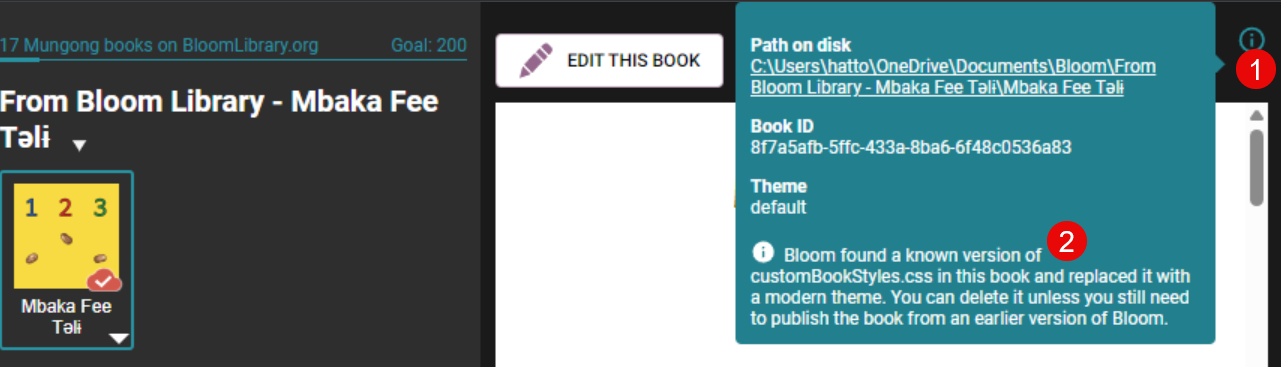 17 Mungong books on BloomLibrary.org
Goal: 200
From Bloom Library - Mbaka Fee
Təlɨ
1 2 3
Mbaka Fee
Təlɨ
EDIT THIS BOOK
Path on disk
C:\Users\hatto\OneDrive\Documents\Bloom\From
Bloom Library - Mbaka Fee Təlɨ\Mbaka Fee Təlɨ
Book ID
8f7a5afb-5ffc-433a-8ba6-6f48c0536a83
Theme
default
Bloom found a known version of
customBookStyles.css in this book and replaced it with
a modern theme. You can delete it unless you still need
to publish the book from an earlier version of Bloom.
1
2